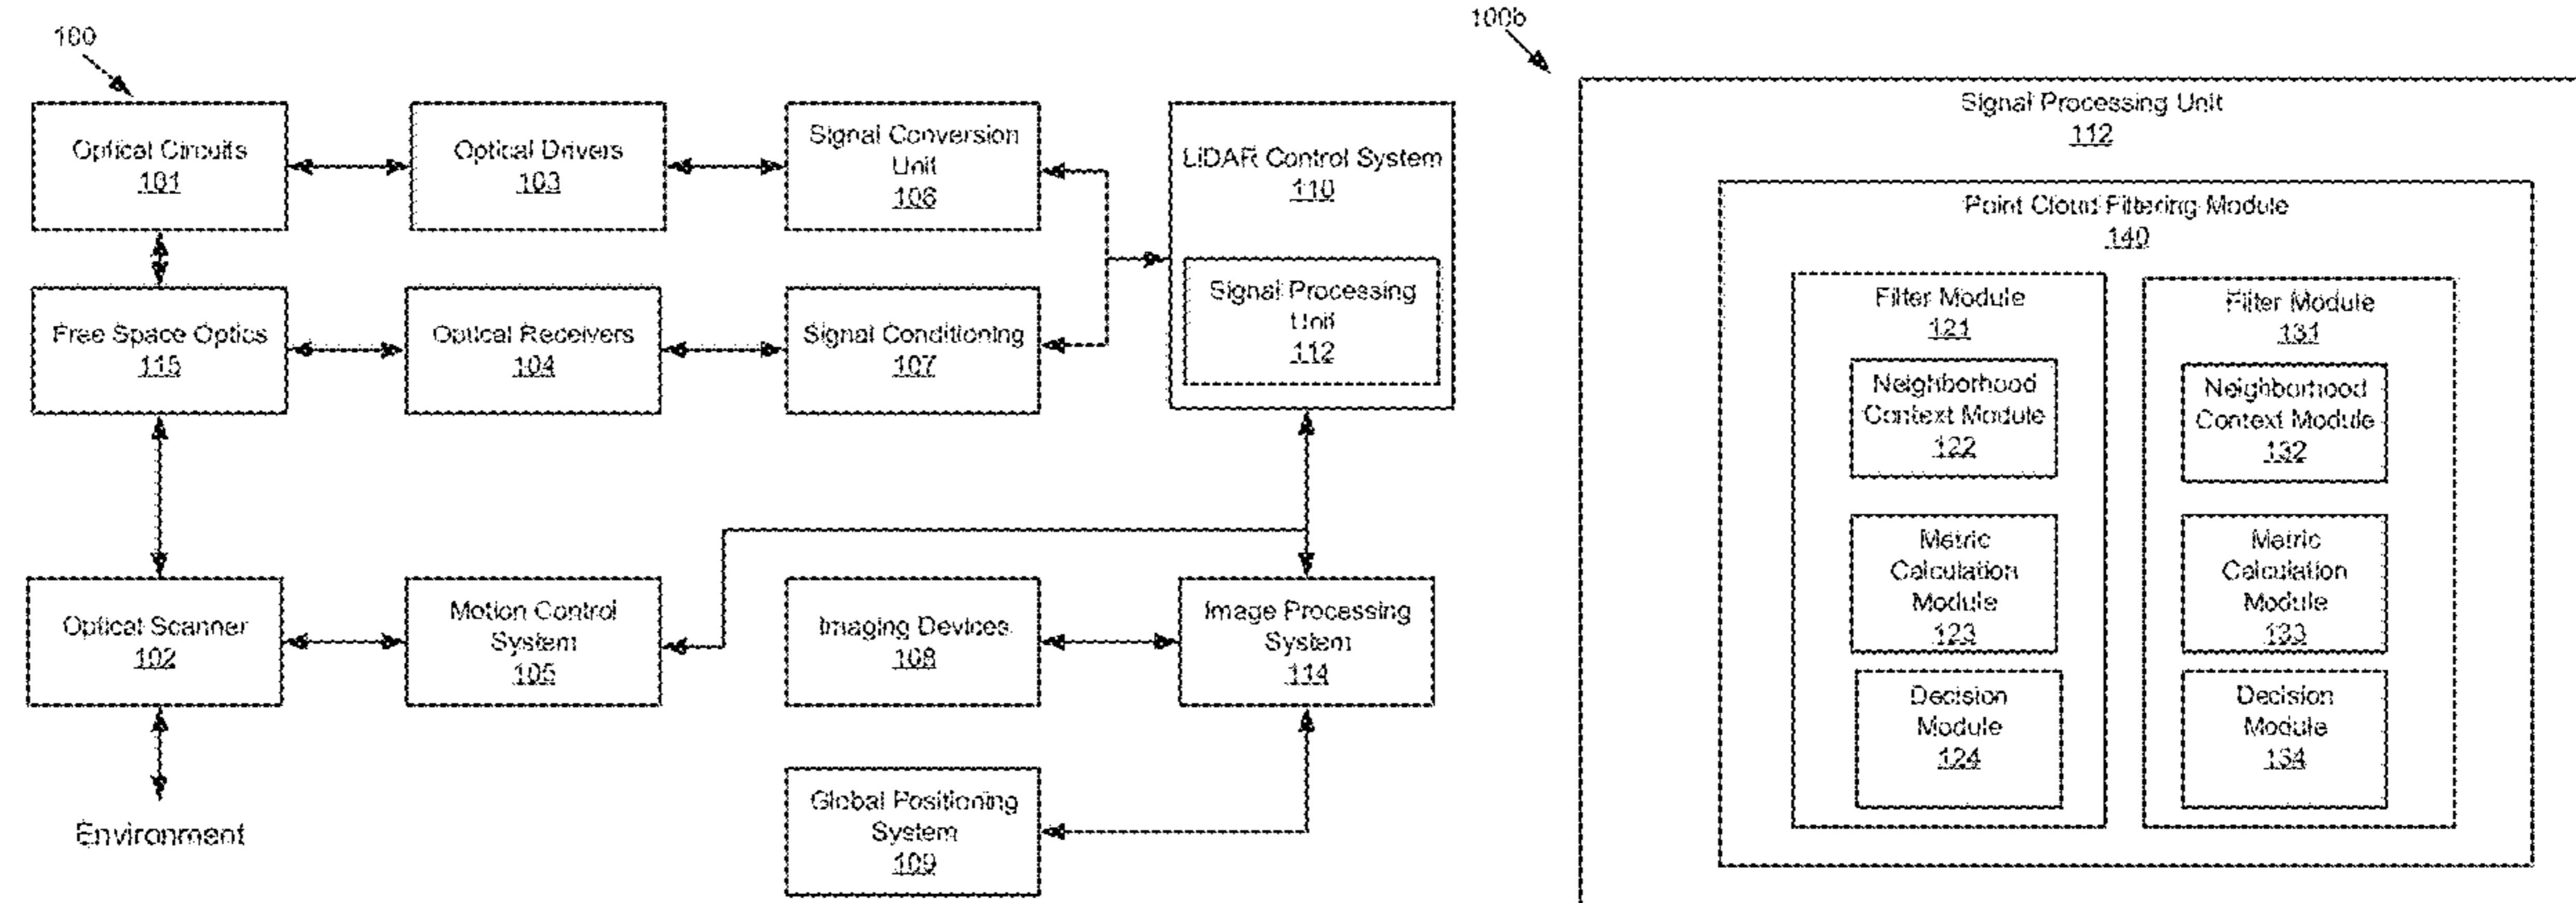 100
Optical Circuits
101
Optical Drivers
103
Signal Conversion
Unit
106
LiDAR Control System
110
Signal Processing
Unit
112
Free Space Optics
115
Optical Receivers
104
Signal Conditioning
107
Optical Scanner
102
Motion Control
System
105
Imaging Devices
108
Image Processing
System
114
Global Positioning
System
109
Environment
100b
Signal Processing Unit
112
Point Cloud Filtering Module
140
Filter Module
121
Neighborhood
Context Module
122
Metric
Calculation
Module
123
Decision
Module
124
Filter Module
131
Neighborhood
Context Module
132
Metric
Calculation
Module
133
Decision
Module
134